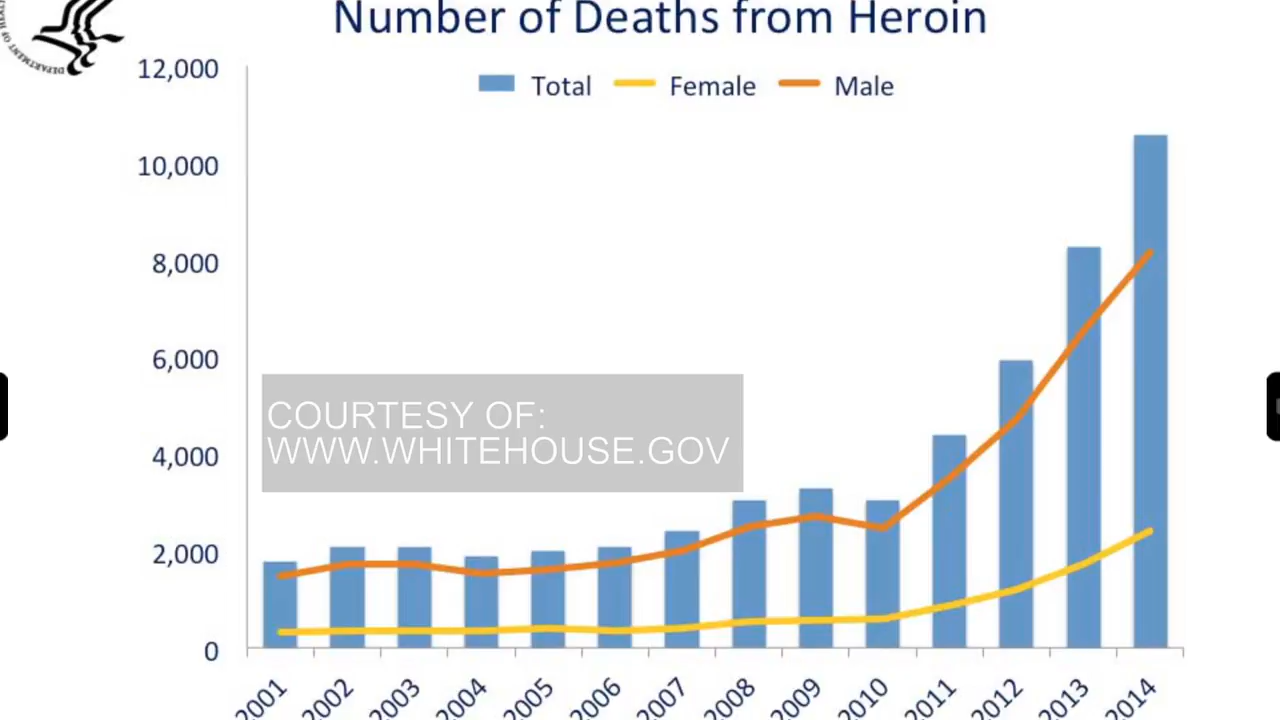 Number of Deaths from Heroin
Total Female Male
12,000
10,000
8,000
6,000
4,000
2,000
0
COURTESY OF:
WWW.WHITEHOUSE.GOV
2001 2002 2003 2004 2005 2006 2007 2008 2009 2010 2011 2012 2013 2014
DEPARTMENT OF